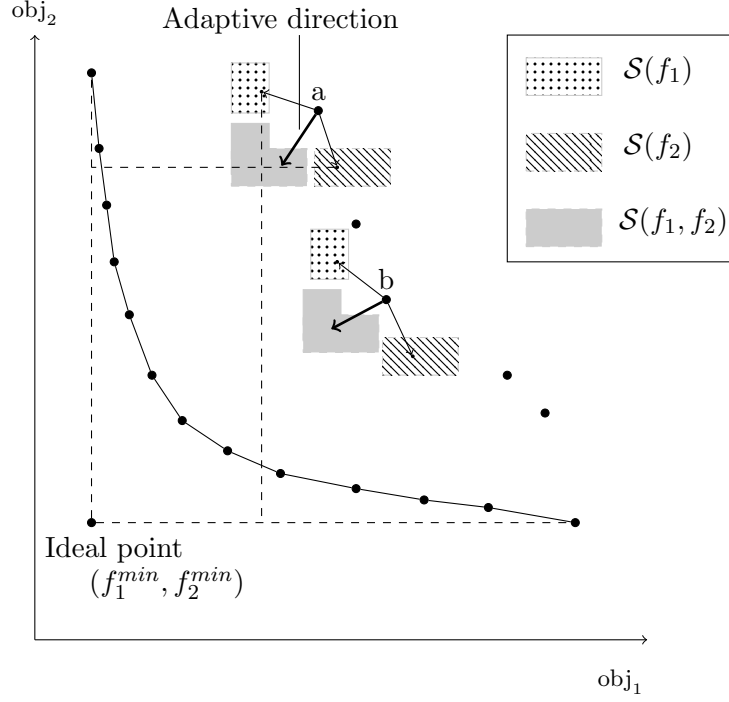 obj₂
Adaptive direction
a
b
𝒮(f₁)
𝒮(f₂)
𝒮(f₁, f₂)
Ideal point
(f₁ᵐⁱⁿ, f₂ᵐⁱⁿ)
obj₁